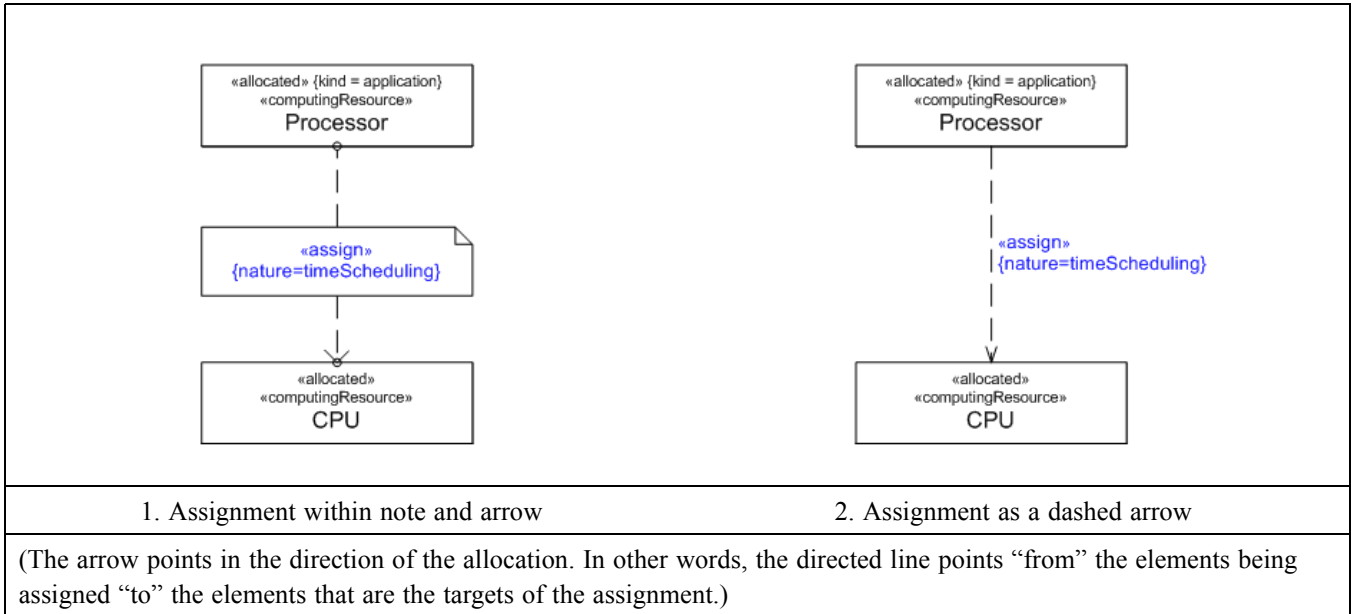 «allocated» {kind = application}
«computingResource»
Processor
«assign»
{nature=timeScheduling}
«allocated»
«computingResource»
CPU
«allocated» {kind = application}
«computingResource»
Processor
«assign»
{nature=timeScheduling}
«allocated»
«computingResource»
CPU
1. Assignment within note and arrow
2. Assignment as a dashed arrow
(The arrow points in the direction of the allocation. In other words, the directed line points “from” the elements being
assigned “to” the elements that are the targets of the assignment.)